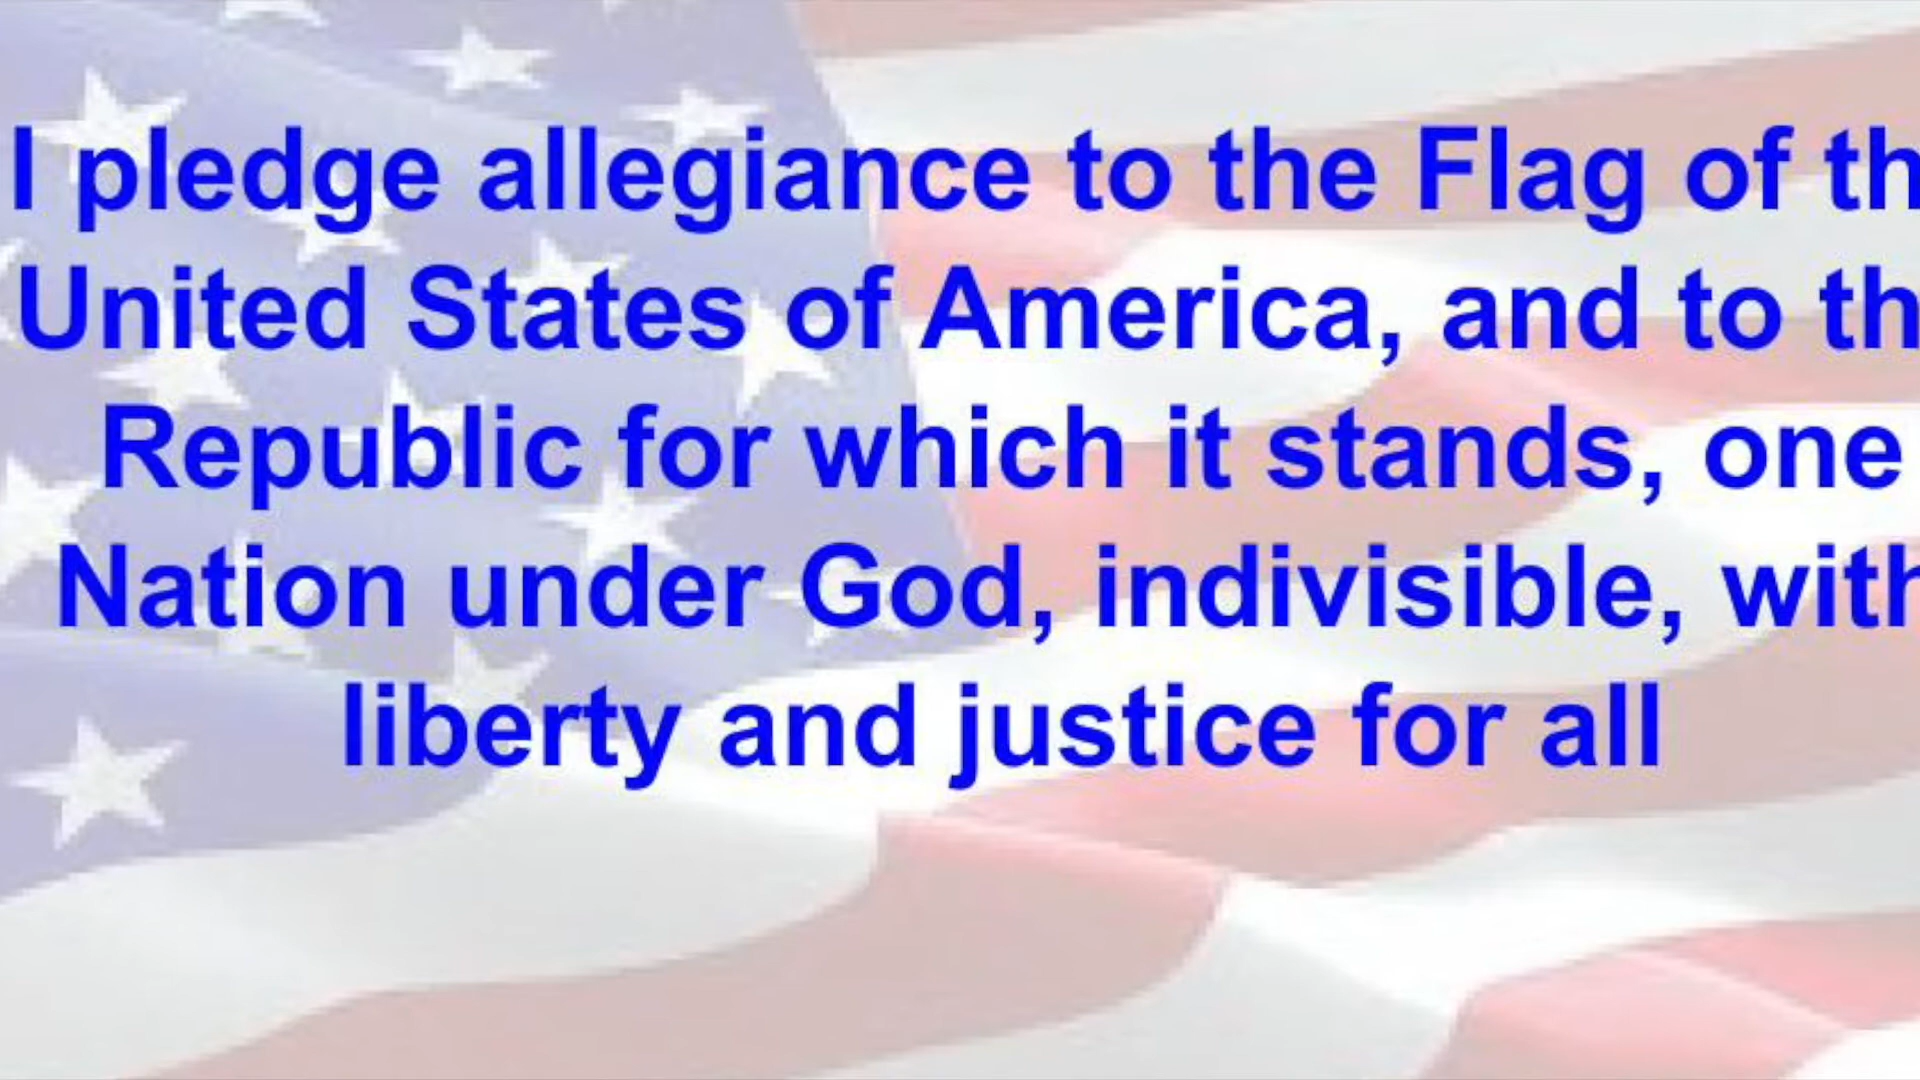 I pledge allegiance to the Flag of th
United States of America, and to th
Republic for which it stands, one
Nation under God, indivisible, with
liberty and justice for all